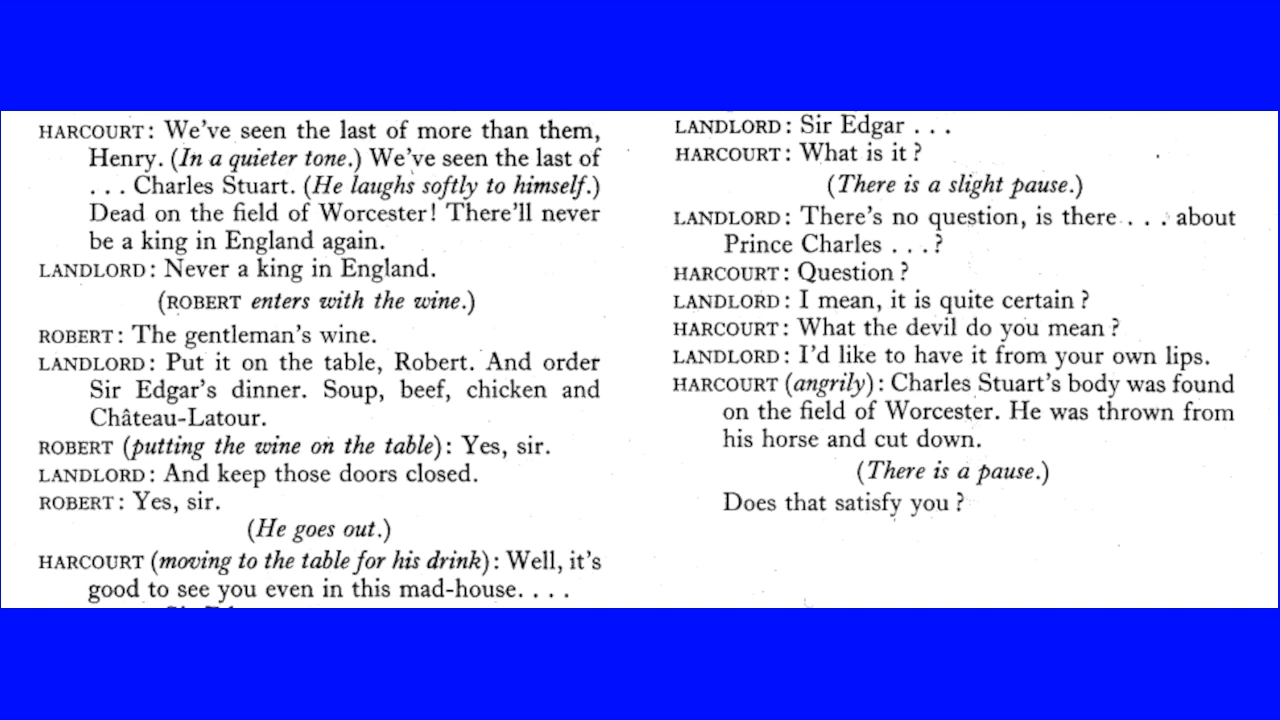 HARCOURT: We've seen the last of more than them,
Henry. (In a quieter tone.) We've seen the last of
. . . Charles Stuart. (He laughs softly to himself.)
Dead on the field of Worcester! There'll never
be a king in England again.
LANDLORD: Never a king in England.
(ROBERT enters with the wine.)
ROBERT: The gentleman's wine.
LANDLORD: Put it on the table, Robert. And order
Sir Edgar's dinner. Soup, beef, chicken and
Château-Latour.
ROBERT (putting the wine on the table): Yes, sir.
LANDLORD: And keep those doors closed.
ROBERT: Yes, sir.
(He goes out.)
HARCOURT (moving to the table for his drink): Well, it's
good to see you even in this mad-house. . . .
LANDLORD: Sir Edgar . . .
HARCOURT: What is it?
(There is a slight pause.)
LANDLORD: There's no question, is there . . . about
Prince Charles . . . ?
HARCOURT: Question?
LANDLORD: I mean, it is quite certain?
HARCOURT: What the devil do you mean?
LANDLORD: I'd like to have it from your own lips.
HARCOURT (angrily): Charles Stuart's body was found
on the field of Worcester. He was thrown from
his horse and cut down.
(There is a pause.)
Does that satisfy you?